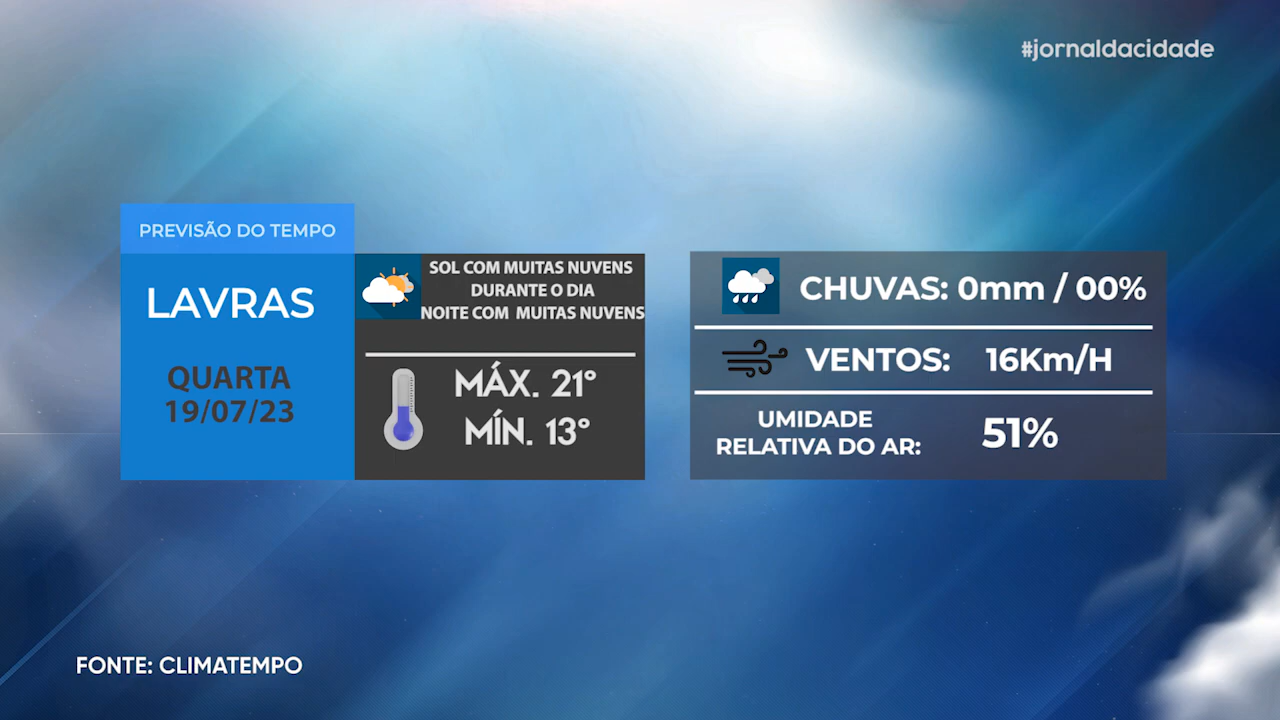 #jornaldacidade
PREVISÃO DO TEMPO
LAVRAS
QUARTA
19/07/23
SOL COM MUITAS NUVENS
DURANTE O DIA
NOITE COM MUITAS NUVENS
MÁX. 21°
MÍN. 13°
CHUVAS: 0mm / 00%
VENTOS: 16Km/H
UMIDADE
RELATIVA DO AR: 51%
FONTE: CLIMATEMPO